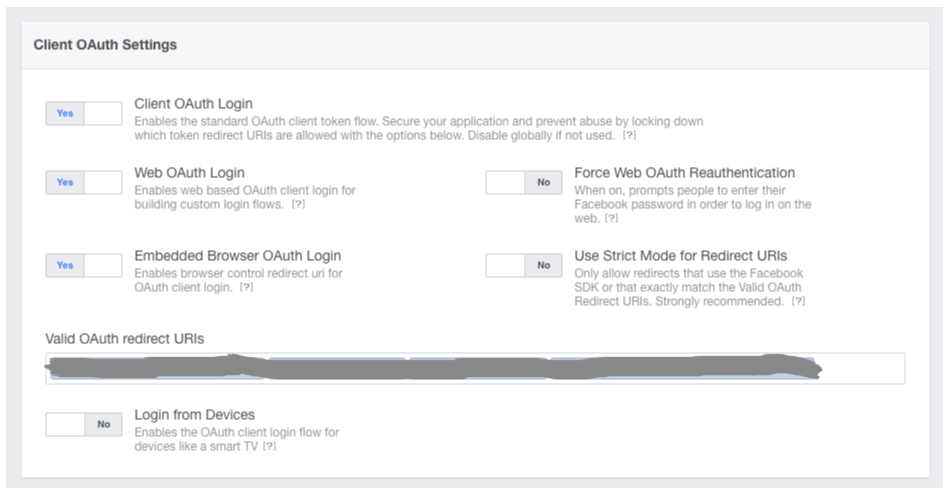 Client OAuth Settings
Yes
Client OAuth Login
Enables the standard OAuth client token flow. Secure your application and prevent abuse by locking down
which token redirect URIs are allowed with the options below. Disable globally if not used. [?]
Yes
Web OAuth Login
Enables web based OAuth client login for
building custom login flows. [?]
No
Force Web OAuth Reauthentication
When on, prompts people to enter their
Facebook password in order to log in on the
web. [?]
Yes
Embedded Browser OAuth Login
Enables browser control redirect uri for
OAuth client login. [?]
No
Use Strict Mode for Redirect URIs
Only allow redirects that use the Facebook
SDK or that exactly match the Valid OAuth
Redirect URIs. Strongly recommended. [?]
Valid OAuth redirect URIs
No
Login from Devices
Enables the OAuth client login flow for
devices like a smart TV [?]